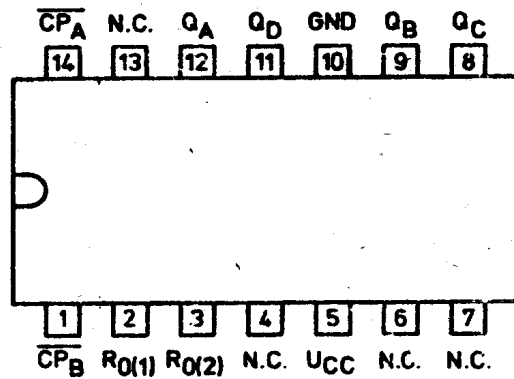 CP_A N.C. Q_A Q_D GND Q_B Q_C
14 13 12 11 10 9 8
1 2 3 4 5 6 7
CP_B R0(1) R0(2) N.C. UCC N.C. N.C.